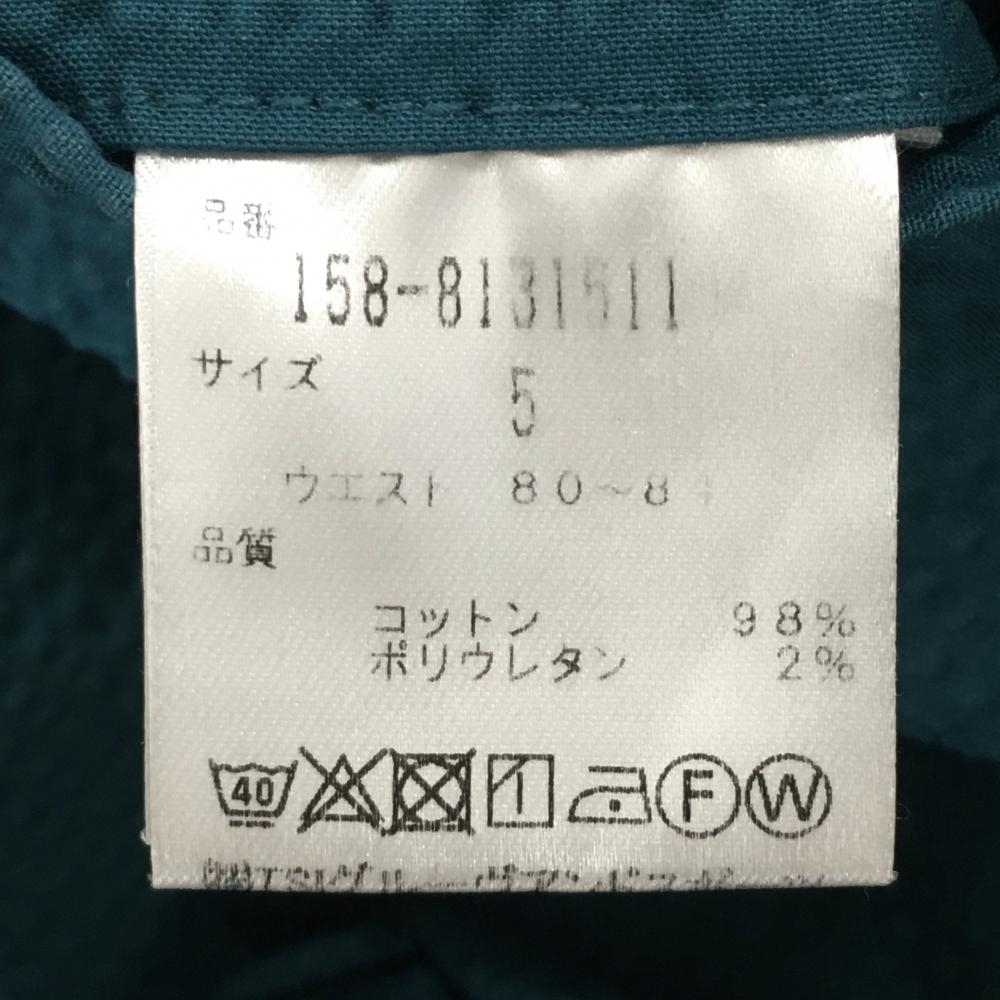 品番
158-8131511
サイズ 5
ウエスト 80~84
品質
コットン 98%
ポリウレタン 2%
40 F W